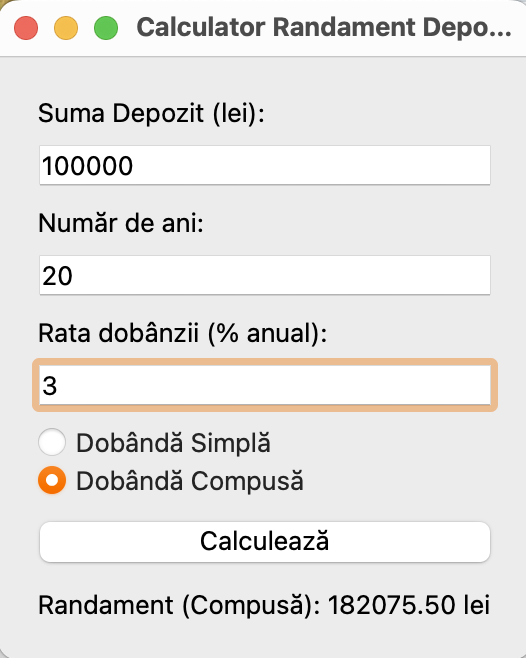 Calculator Randament Depo...
Suma Depozit (lei):
100000
Număr de ani:
20
Rata dobânzii (% anual):
3
Dobândă Simplă
Dobândă Compusă
Calculează
Randament (Compusă): 182075.50 lei